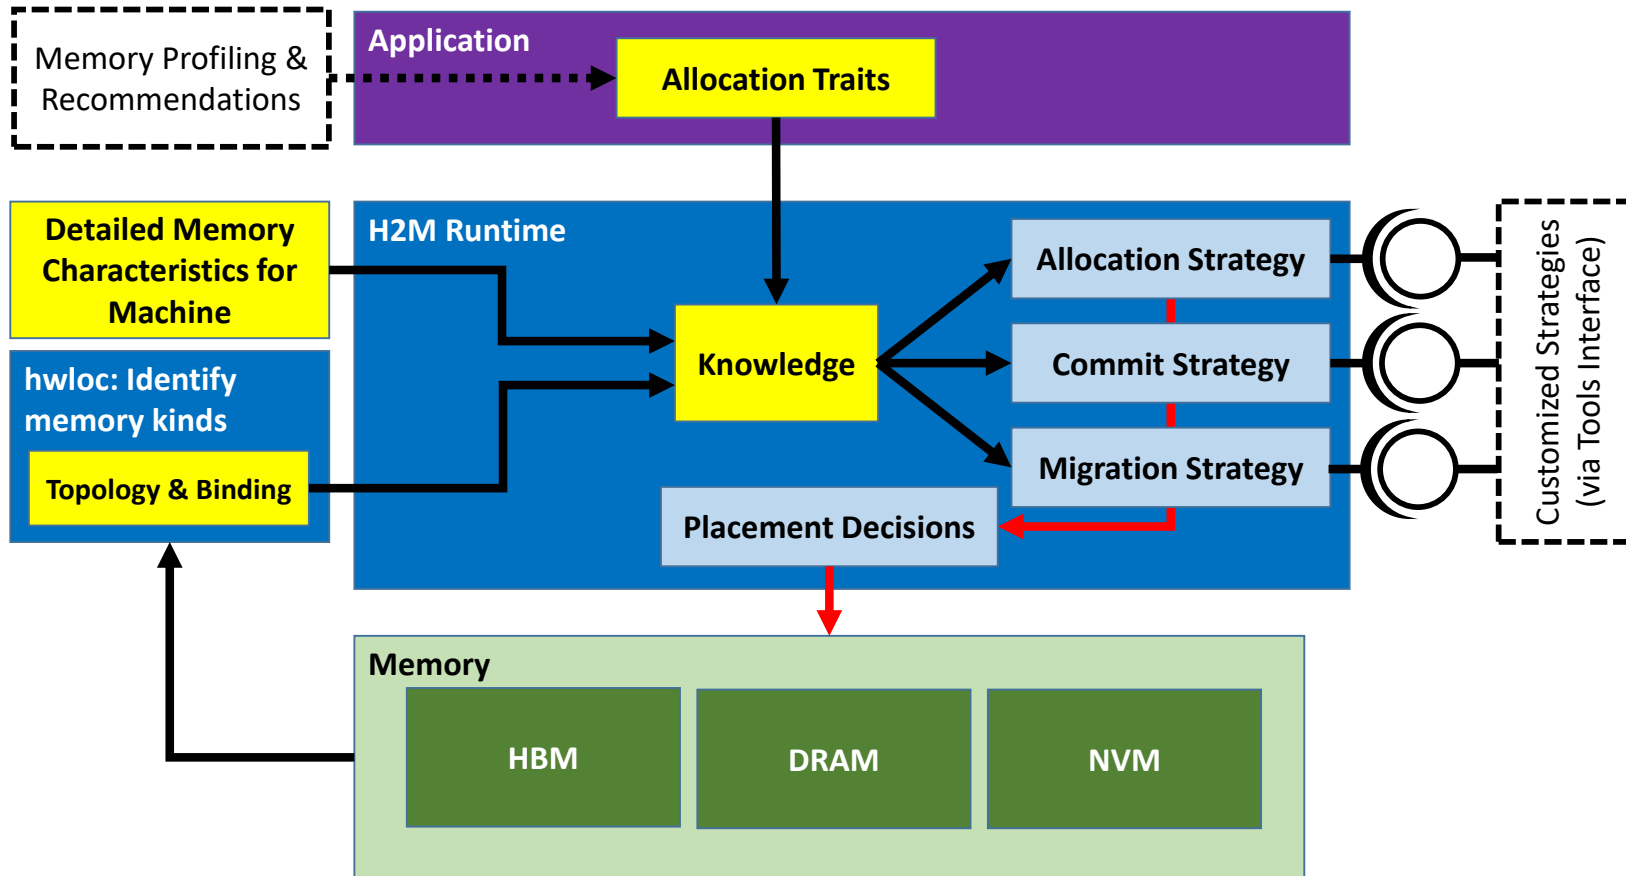 Memory Profiling &
Recommendations
Application
Allocation Traits
Detailed Memory
Characteristics for
Machine
hwloc: Identify
memory kinds
Topology & Binding
H2M Runtime
Knowledge
Allocation Strategy
Commit Strategy
Migration Strategy
Placement Decisions
Customized Strategies
(via Tools Interface)
Memory
HBM
DRAM
NVM